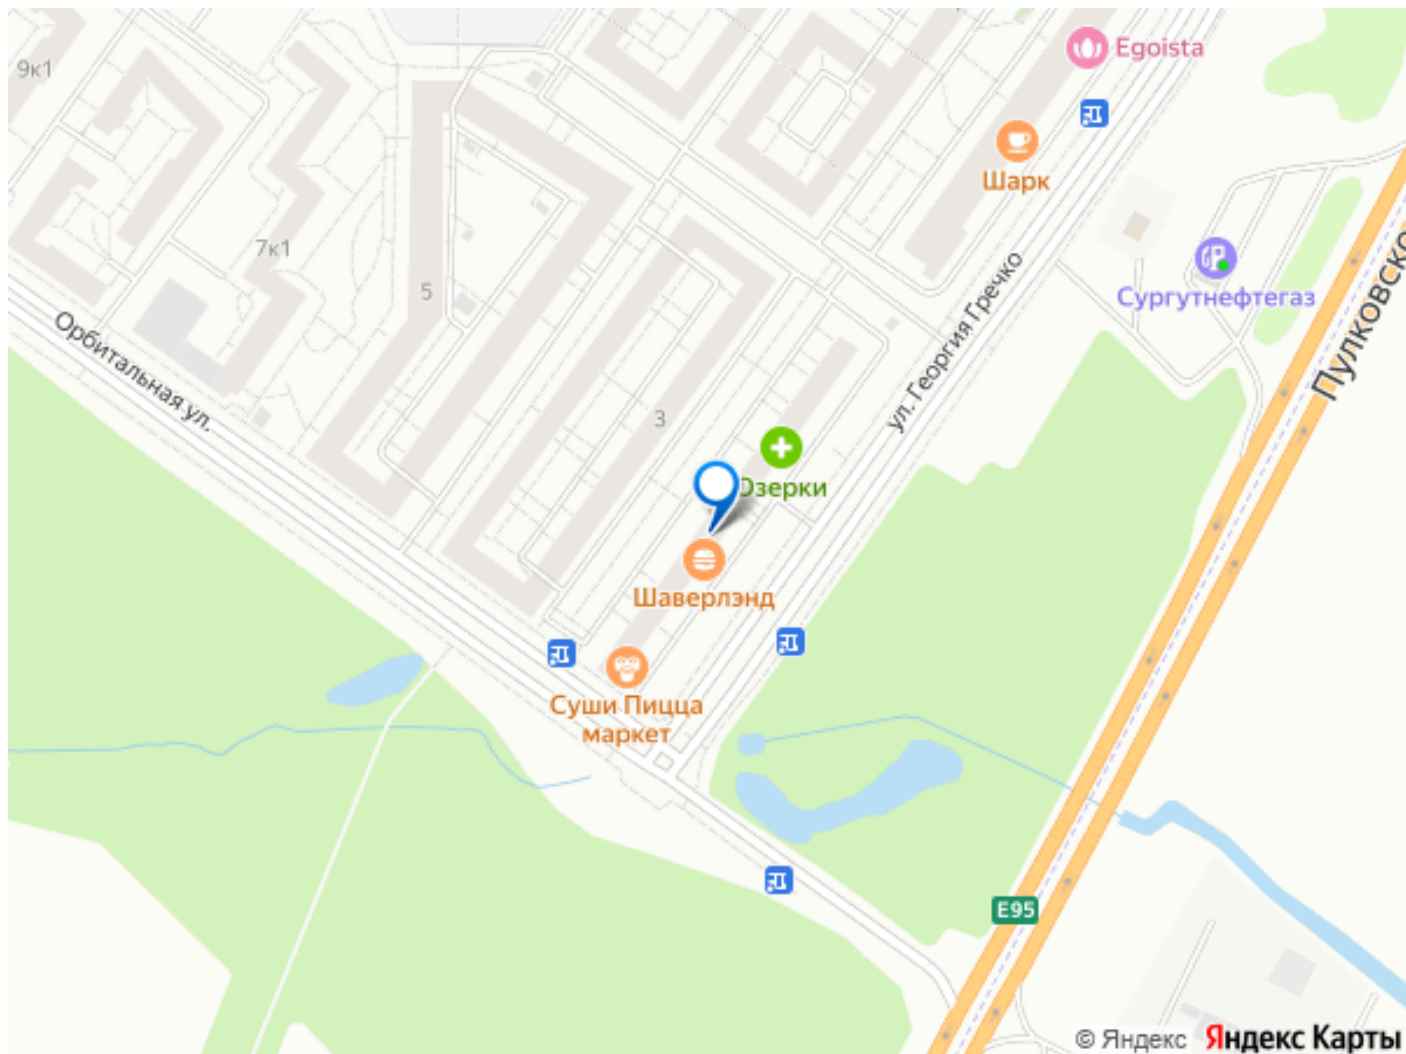 Egoista
9к1
Шарк
7к1
ул. Георгия Гречко
5
Сургутнефтегаз
Пулковско
Орбитальная ул.
3
Озерки
Шаверлэнд
Суши Пицца
маркет
E95
© Яндекс Яндекс Карты